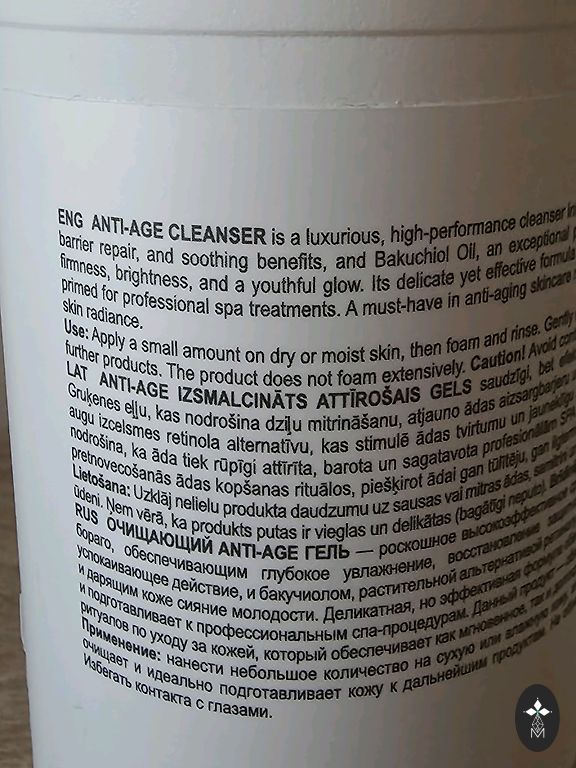 ENG ANTI-AGE CLEANSER is a luxurious, high-performance cleanser
barrier repair, and soothing benefits, and Bakuchiol Oil, an exceptional
firmness, brightness, and a youthful glow. Its delicate yet effective formula
primed for professional spa treatments. A must-have in anti-aging skincare
skin radiance.
Use: Apply a small amount on dry or moist skin, then foam and rinse. Gently
further products. The product does not foam extensively. Caution! Avoid
LAT ANTI-AGE IZSMALCINĀTS ATTĪROŠAIS GELS saudzīgi, bet
Gruķenes eļļu, kas nodrošina dziļu mitrināšanu, atjauno ādas aizsargbarjeru
augu izcelsmes retinola alternatīvu, kas stimulē ādas tvirtumu un jauneklīgu
nodrošina, ka āda tiek rūpīgi attīrīta, barota un sagatavota profesionālām SPA
pretnovecošanās ādas kopšanas rituālos, piešķirot ādai gan tūlītēju, gan
Lietošana: Uzklāj nelielu produkta daudzumu uz sausas vai mitras ādas,
ūdeni. Ņem vērā, ka produkts putas ir vieglas un delikātas (bagātīgi neputo).
RUS ОЧИЩАЮЩИЙ ANTI-AGE ГЕЛЬ — роскошное высокоэффективное
бораго, обеспечивающим глубокое увлажнение, восстановление
успокаивающее действие, и бакучиолом, растительной альтернативой
и дарящим коже сияние молодости. Деликатная, но эффективная формула
и подготавливает к профессиональным спа-процедурам. Данный продукт
ритуалов по уходу за кожей, который обеспечивает как мгновенное, так и
Применение: нанести небольшое количество на сухую или влажную
очищает и идеально подготавливает кожу к дальнейшим продуктам. Не
Избегать контакта с глазами.
M